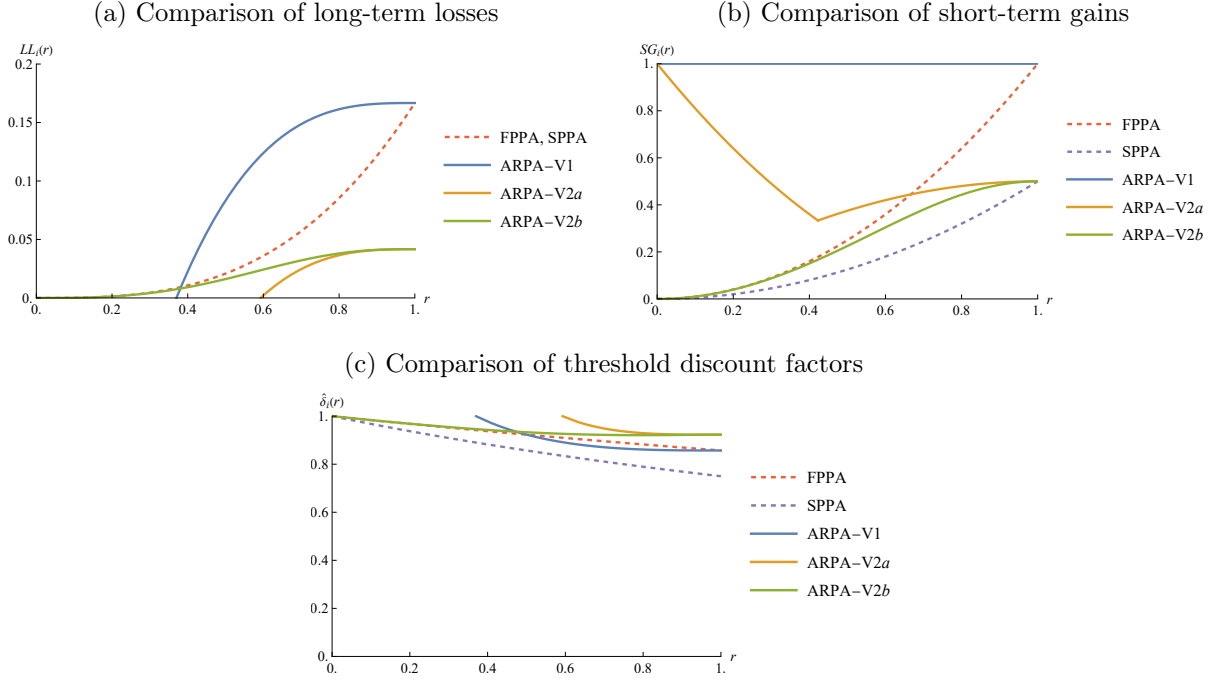 (a) Comparison of long-term losses
LLᵢ(r)
0.2
0.15
0.1
0.05
0.
0. 0.2 0.4 0.6 0.8 1. r
FPPA, SPPA
ARPA–V1
ARPA–V2a
ARPA–V2b
(b) Comparison of short-term gains
SGᵢ(r)
1.
0.8
0.6
0.4
0.2
0.
0. 0.2 0.4 0.6 0.8 1. r
FPPA
SPPA
ARPA–V1
ARPA–V2a
ARPA–V2b
(c) Comparison of threshold discount factors
δ̂ᵢ(r)
1.
0.8
0.6
0.4
0.2
0.
0. 0.2 0.4 0.6 0.8 1. r
FPPA
SPPA
ARPA–V1
ARPA–V2a
ARPA–V2b